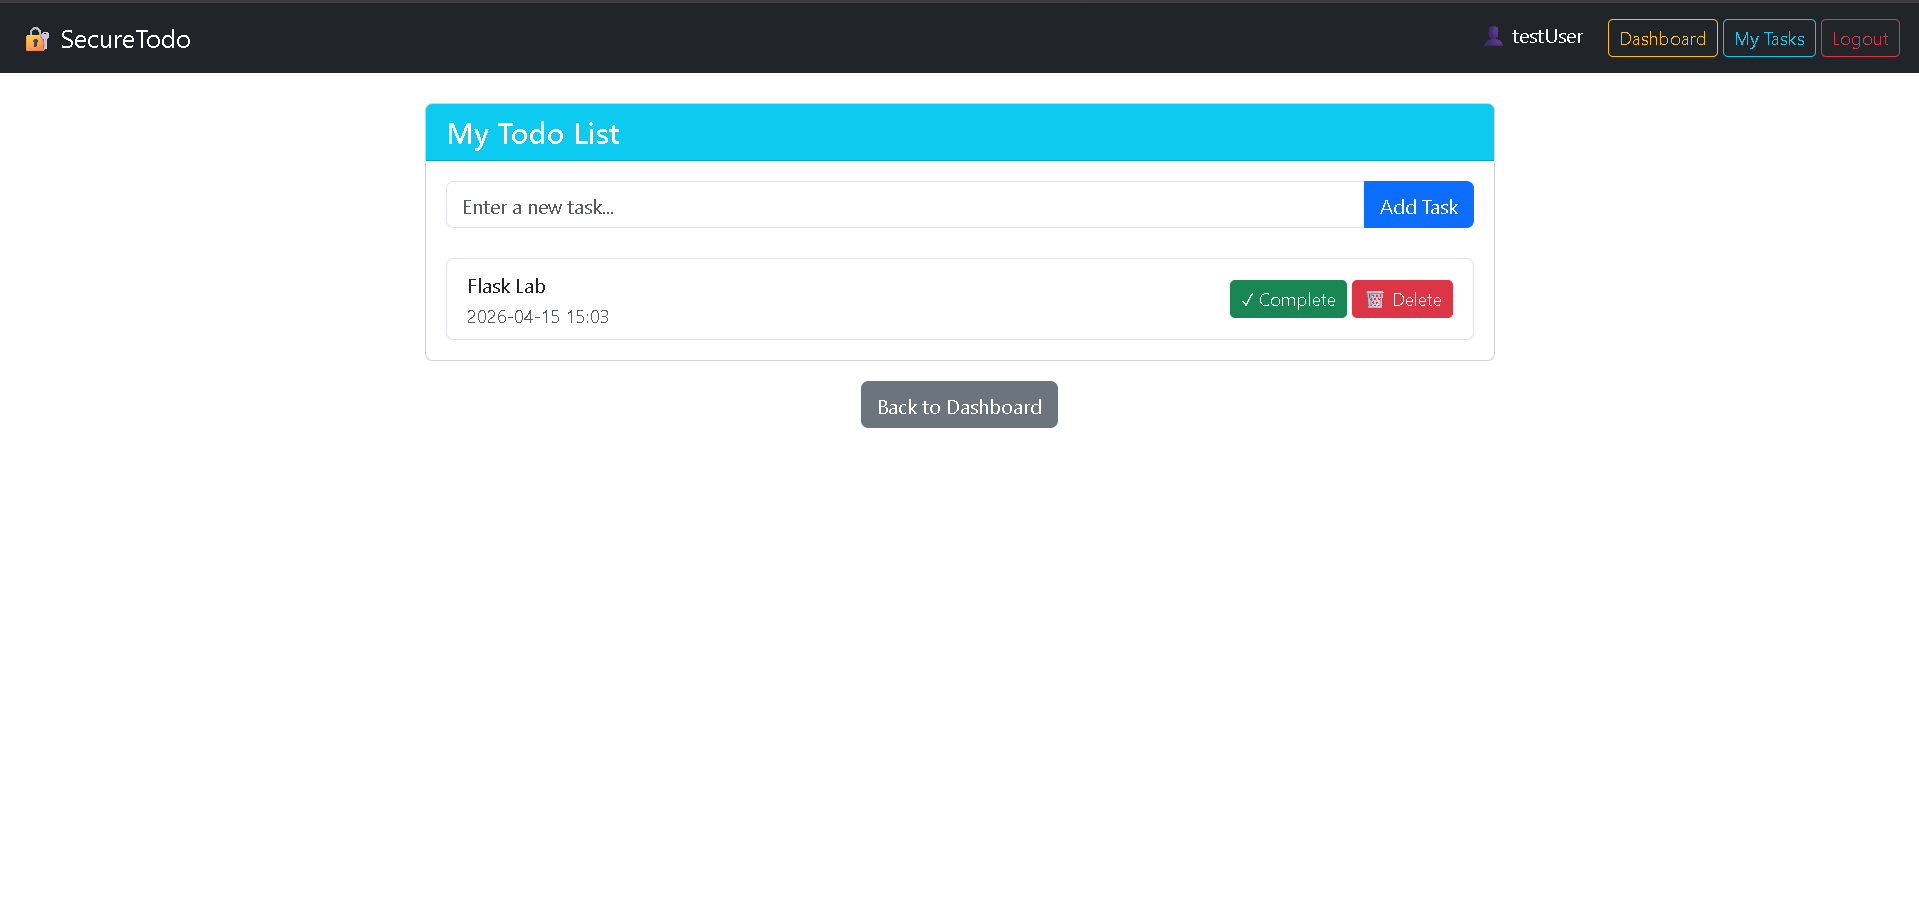 SecureTodo
testUser
Dashboard
My Tasks
Logout
My Todo List
Enter a new task...
Add Task
Flask Lab
2026-04-15 15:03
✓ Complete
Delete
Back to Dashboard